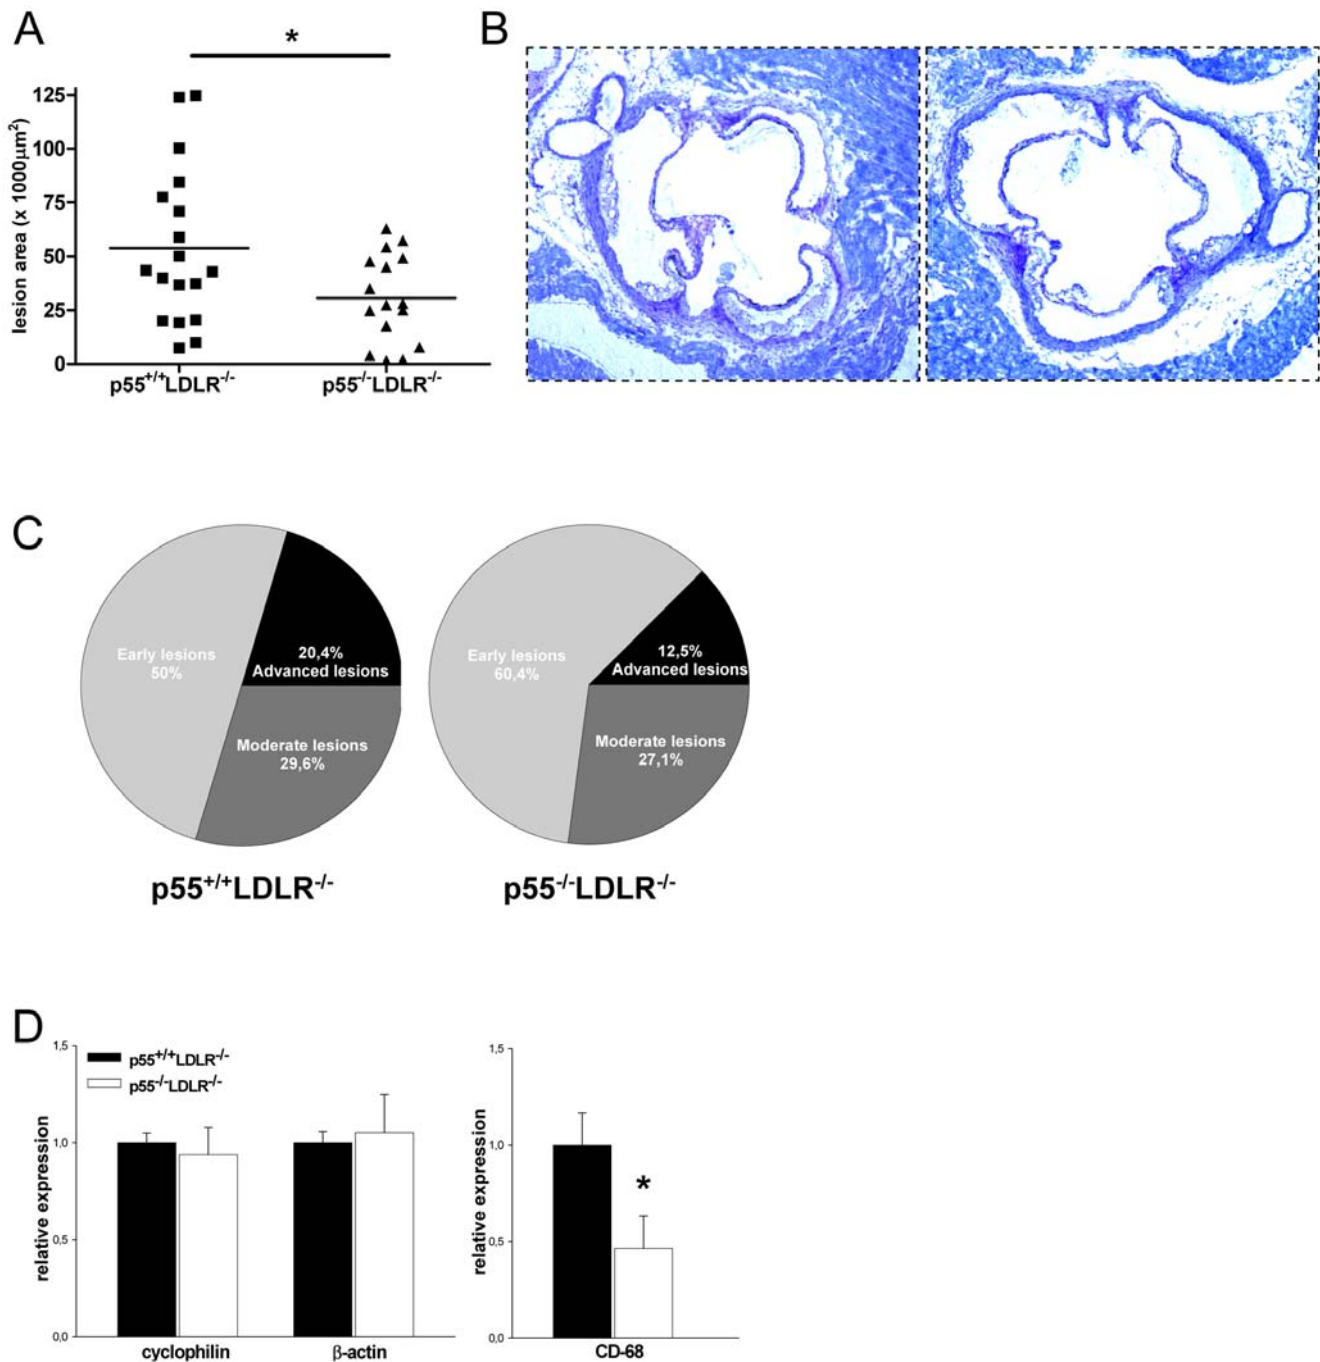 A
B
*
125
100
75
50
25
0
lesion area (x 1000μm²)
p55⁺/⁺LDLR⁻/⁻
p55⁻/⁻LDLR⁻/⁻
C
Early lesions
50%
20,4%
Advanced lesions
Moderate lesions
29,6%
Early lesions
60,4%
12,5%
Advanced lesions
Moderate lesions
27,1%
p55⁺/⁺LDLR⁻/⁻
p55⁻/⁻LDLR⁻/⁻
D
1,5
1,0
0,5
0,0
relative expression
p55⁺/⁺LDLR⁻/⁻
p55⁻/⁻LDLR⁻/⁻
cyclophilin
β-actin
1,5
1,0
0,5
0,0
relative expression
*
CD-68